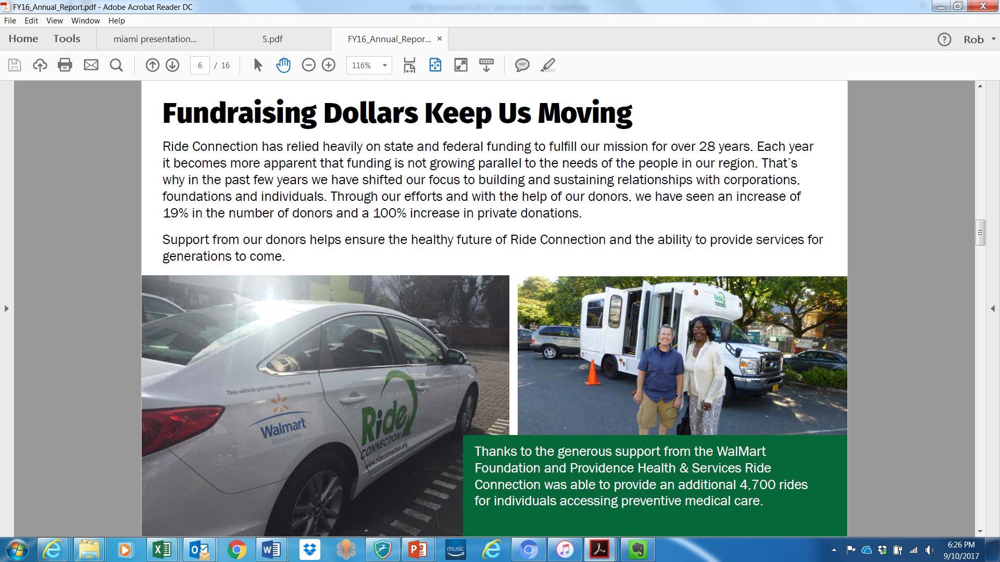 FY16_Annual_Report.pdf - Adobe Acrobat Reader DC
File Edit View Window Help
Home Tools miami presentation... 5.pdf FY16_Annual_Repor... Rob
6 / 16 116%
Fundraising Dollars Keep Us Moving
Ride Connection has relied heavily on state and federal funding to fulfill our mission for over 28 years. Each year
it becomes more apparent that funding is not growing parallel to the needs of the people in our region. That's
why in the past few years we have shifted our focus to building and sustaining relationships with corporations,
foundations and individuals. Through our efforts and with the help of our donors, we have seen an increase of
19% in the number of donors and a 100% increase in private donations.
Support from our donors helps ensure the healthy future of Ride Connection and the ability to provide services for
generations to come.
This vehicle provides rides sponsored by:
Walmart
Foundation
Ride
CONNECTION
www.rideconnection.org
Ride
Thanks to the generous support from the WalMart
Foundation and Providence Health & Services Ride
Connection was able to provide an additional 4,700 rides
for individuals accessing preventive medical care.
music
6:26 PM
9/10/2017